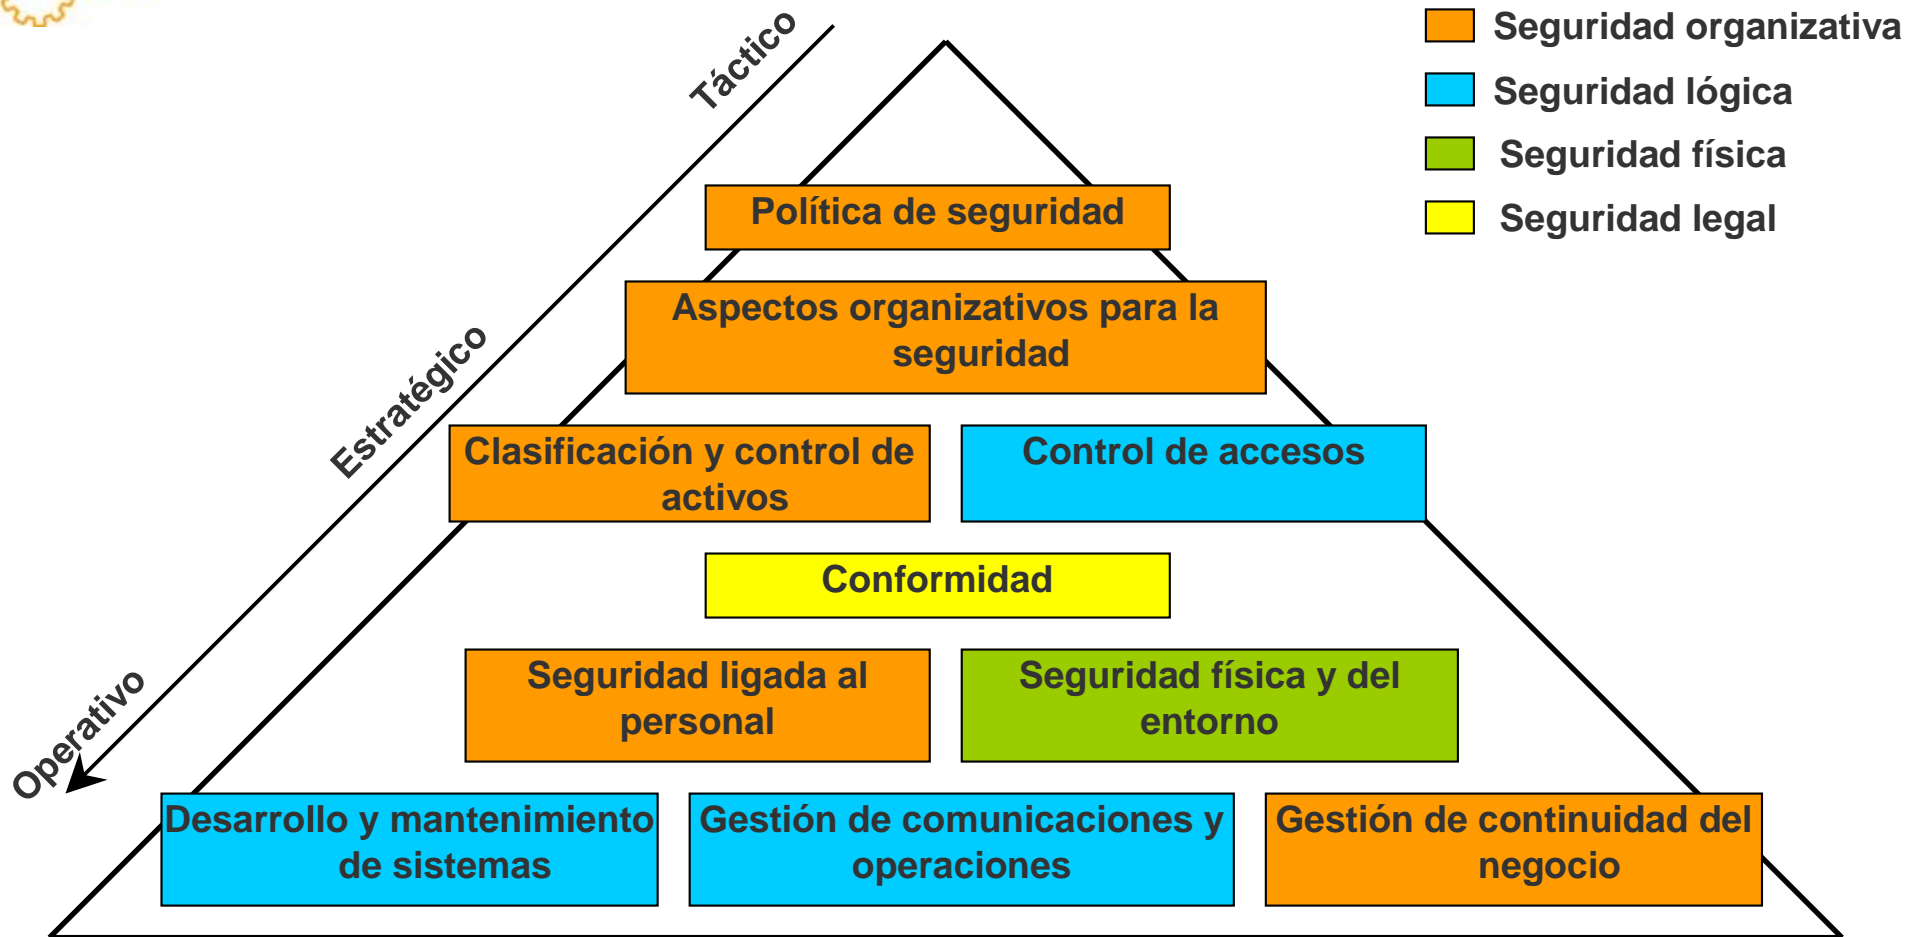 Táctico
Estratégico
Operativo
Seguridad organizativa
Seguridad lógica
Seguridad física
Seguridad legal
Política de seguridad
Aspectos organizativos para la
seguridad
Clasificación y control de
activos
Control de accesos
Conformidad
Seguridad ligada al
personal
Seguridad física y del
entorno
Desarrollo y mantenimiento
de sistemas
Gestión de comunicaciones y
operaciones
Gestión de continuidad del
negocio